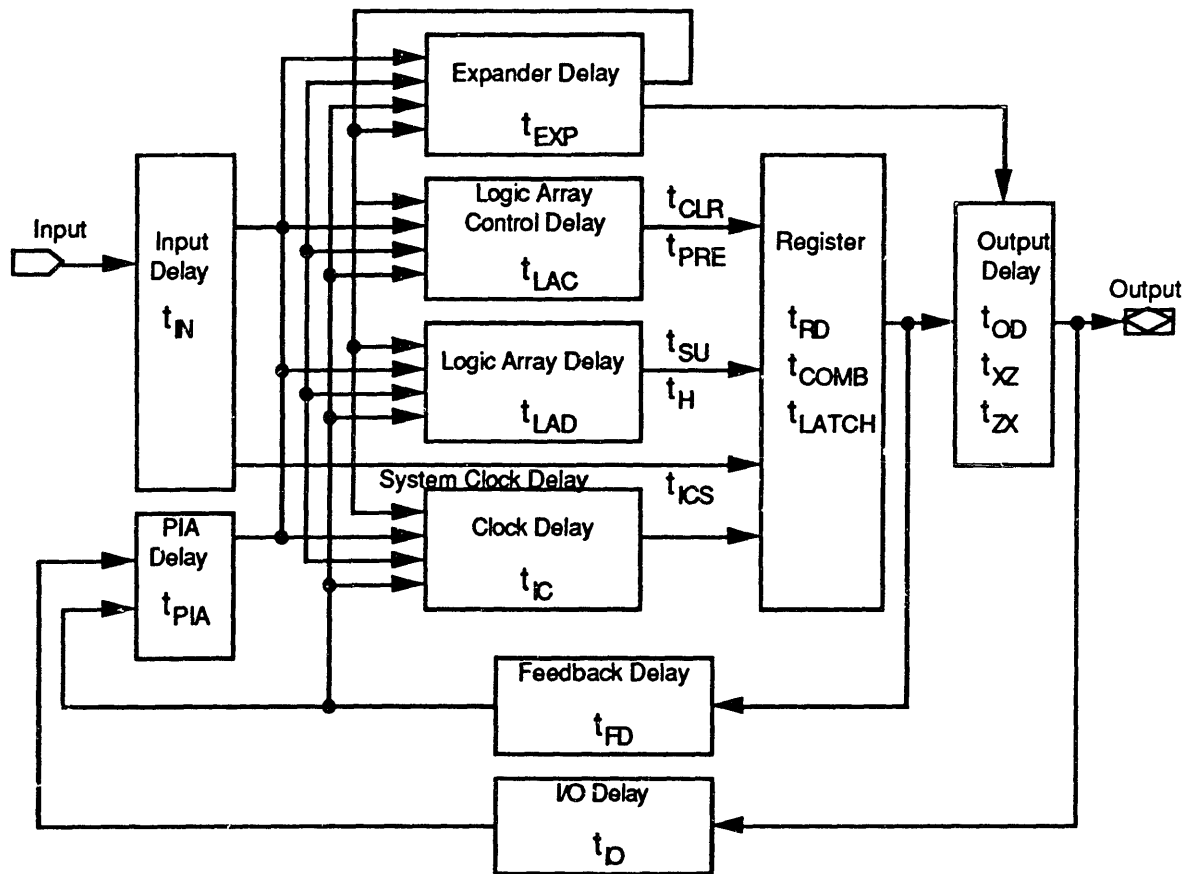 Expander Delay
tEXP
Input
Input
Delay
tIN
Logic Array
Control Delay
tLAC
tCLR
tPRE
Register
tRD
tCOMB
tLATCH
Output
Delay
tOD
tXZ
tZX
Output
Logic Array Delay
tLAD
tSU
tH
System Clock Delay
tICS
Clock Delay
tIC
PIA
Delay
tPIA
Feedback Delay
tFD
I/O Delay
tIO